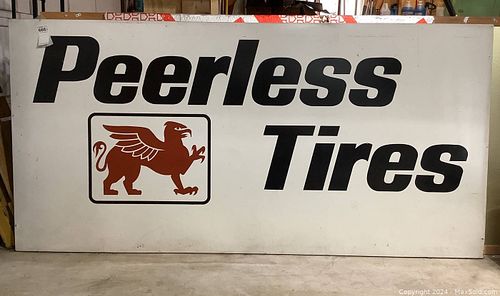 Peerless
Tires
Copyright 2024 - MaxSold.com